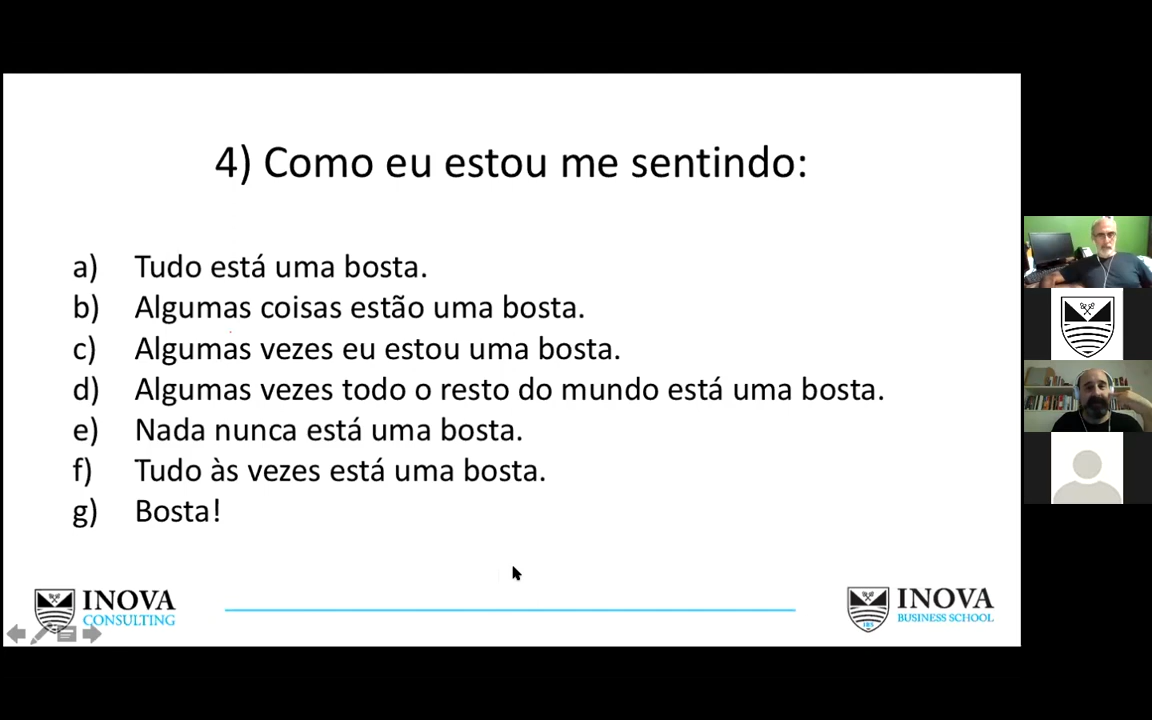 4) Como eu estou me sentindo:
a) Tudo está uma bosta.
b) Algumas coisas estão uma bosta.
c) Algumas vezes eu estou uma bosta.
d) Algumas vezes todo o resto do mundo está uma bosta.
e) Nada nunca está uma bosta.
f) Tudo às vezes está uma bosta.
g) Bosta!
INOVA
CONSULTING
INOVA
BUSINESS SCHOOL